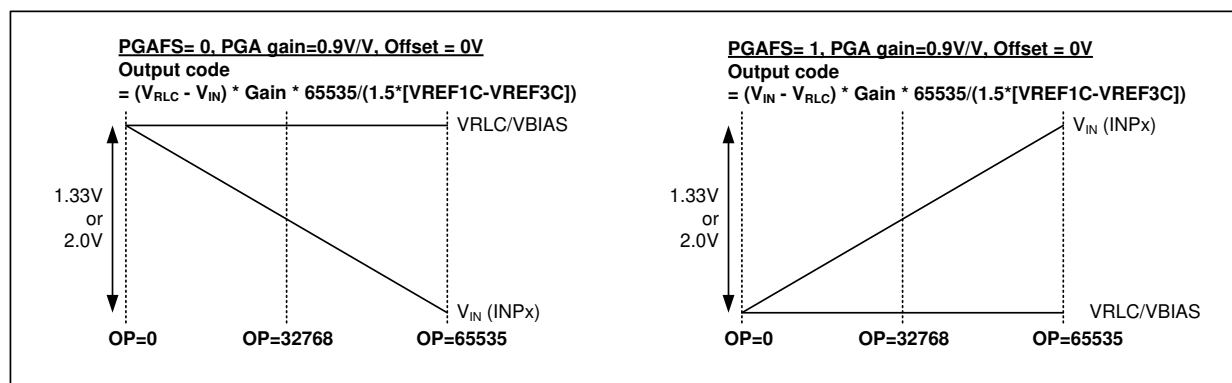 PGAFS= 0, PGA gain=0.9V/V, Offset = 0V
Output code
= (VRLC - VIN) * Gain * 65535/(1.5*[VREF1C-VREF3C])
VRLC/VBIAS
1.33V
or
2.0V
VIN (INPx)
OP=0
OP=32768
OP=65535
PGAFS= 1, PGA gain=0.9V/V, Offset = 0V
Output code
= (VIN - VRLC) * Gain * 65535/(1.5*[VREF1C-VREF3C])
VIN (INPx)
1.33V
or
2.0V
VRLC/VBIAS
OP=0
OP=32768
OP=65535